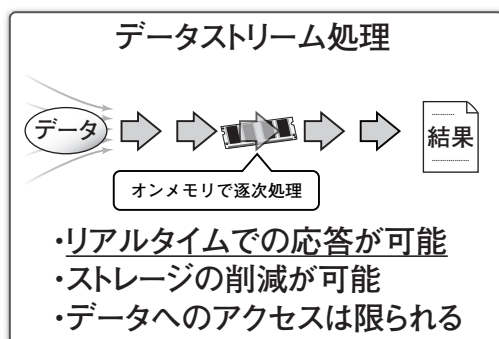 データストリーム処理
データ
結果
オンメモリで逐次処理
・リアルタイムでの応答が可能
・ストレージの削減が可能
・データへのアクセスは限られる